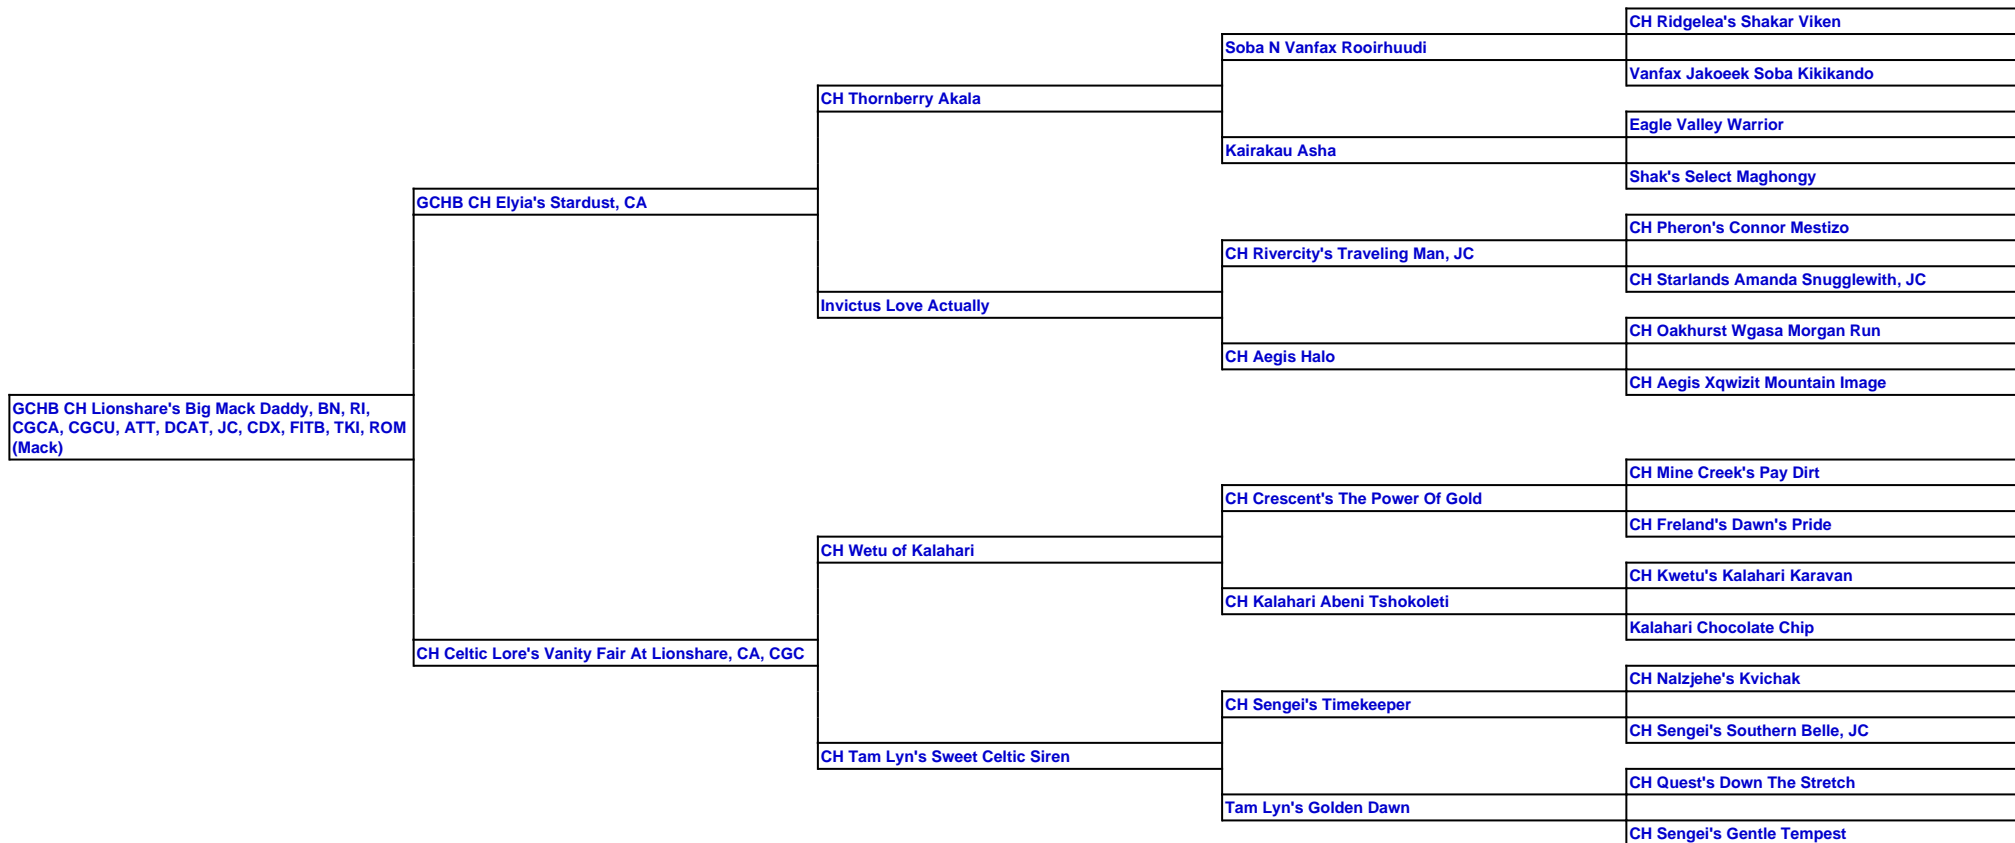 CH Ridgelea's Shakar Viken
Soba N Vanfax Rooirhuudi
Vanfax Jakoeek Soba Kikikando
CH Thornberry Akala
Eagle Valley Warrior
Kairakau Asha
Shak's Select Maghongy
GCHB CH Elyia's Stardust, CA
CH Pheron's Connor Mestizo
CH Rivercity's Traveling Man, JC
CH Starlands Amanda Snugglewith, JC
Invictus Love Actually
CH Oakhurst Wgasa Morgan Run
CH Aegis Halo
CH Aegis Xqwizit Mountain Image
GCHB CH Lionshare's Big Mack Daddy, BN, RI,
CGCA, CGCU, ATT, DCAT, JC, CDX, FITB, TKI, ROM
(Mack)
CH Mine Creek's Pay Dirt
CH Crescent's The Power Of Gold
CH Freland's Dawn's Pride
CH Wetu of Kalahari
CH Kwetu's Kalahari Karavan
CH Kalahari Abeni Tshokoleti
Kalahari Chocolate Chip
CH Celtic Lore's Vanity Fair At Lionshare, CA, CGC
CH Nalzjehe's Kvichak
CH Sengei's Timekeeper
CH Sengei's Southern Belle, JC
CH Tam Lyn's Sweet Celtic Siren
CH Quest's Down The Stretch
Tam Lyn's Golden Dawn
CH Sengei's Gentle Tempest